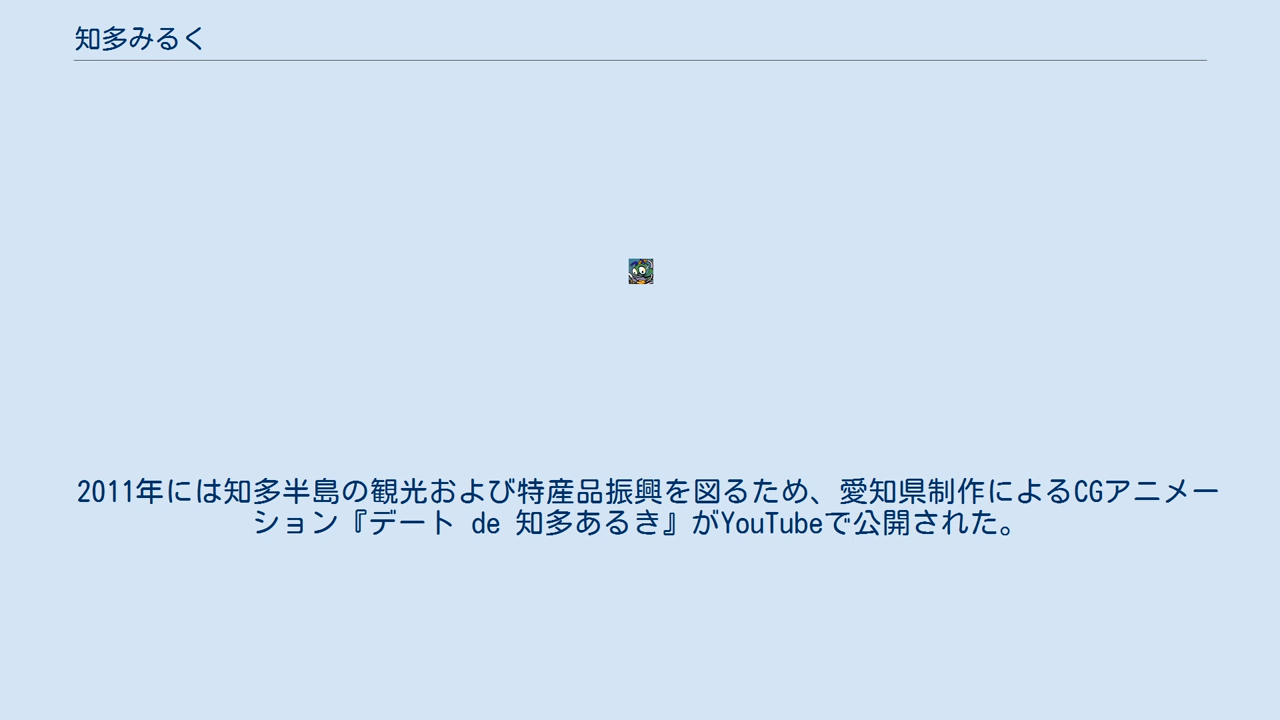 知多みるく
2011年には知多半島の観光および特産品振興を図るため、愛知県制作によるCGアニメー
ション『デート de 知多あるき』がYouTubeで公開された。